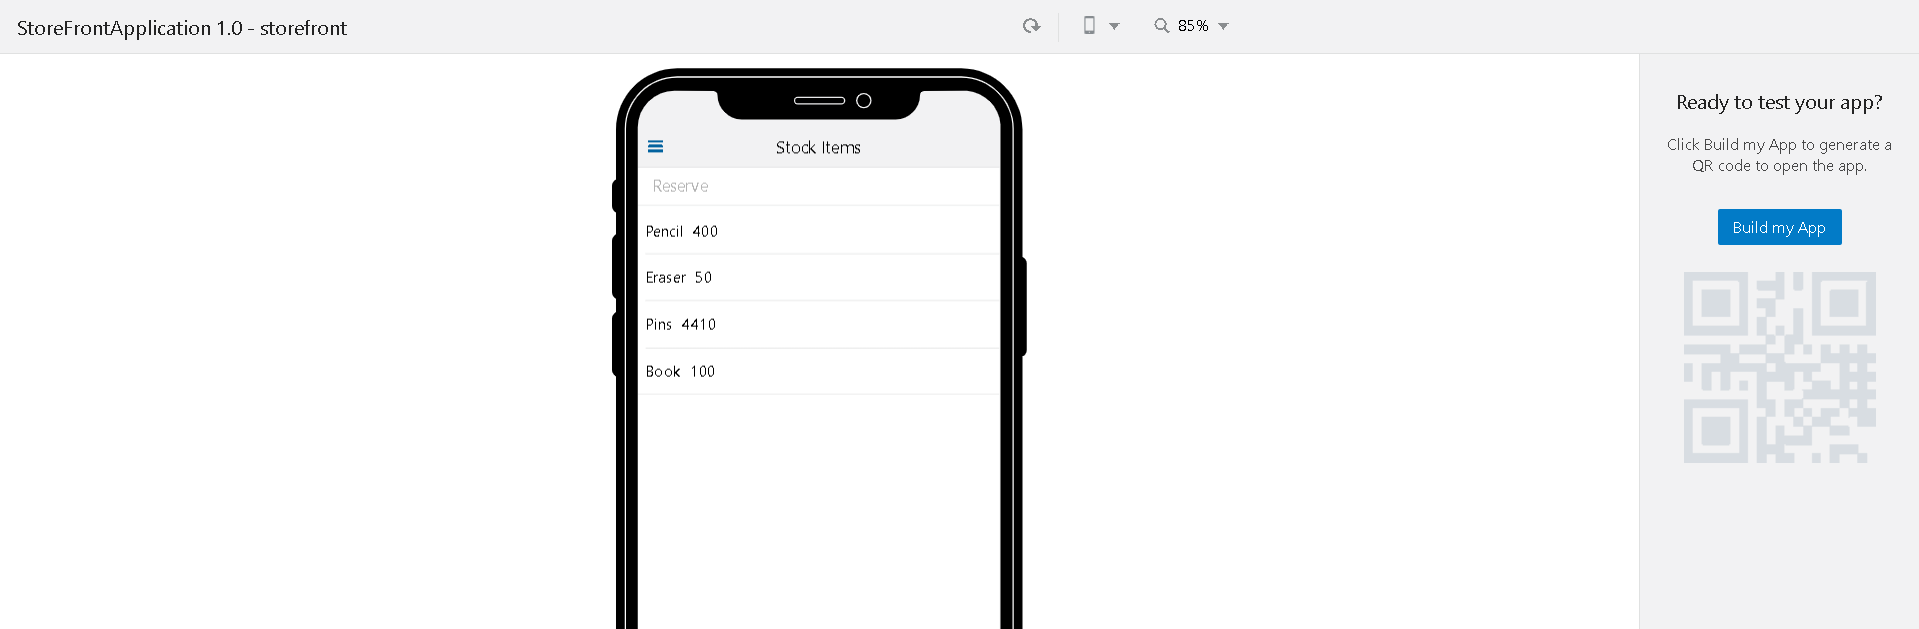 StoreFrontApplication 1.0 - storefront
85%
Stock Items
Reserve
Pencil 400
Eraser 50
Pins 4410
Book 100
Ready to test your app?
Click Build my App to generate a
QR code to open the app.
Build my App